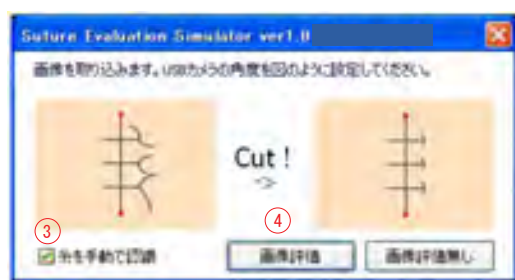 Suture Evaluation Simulator ver1.0
画像を取り込みます。USBカメラの角度を図のように設定してください。
Cut !
->
③
④
糸を手動で認識
画像評価
画像評価無し